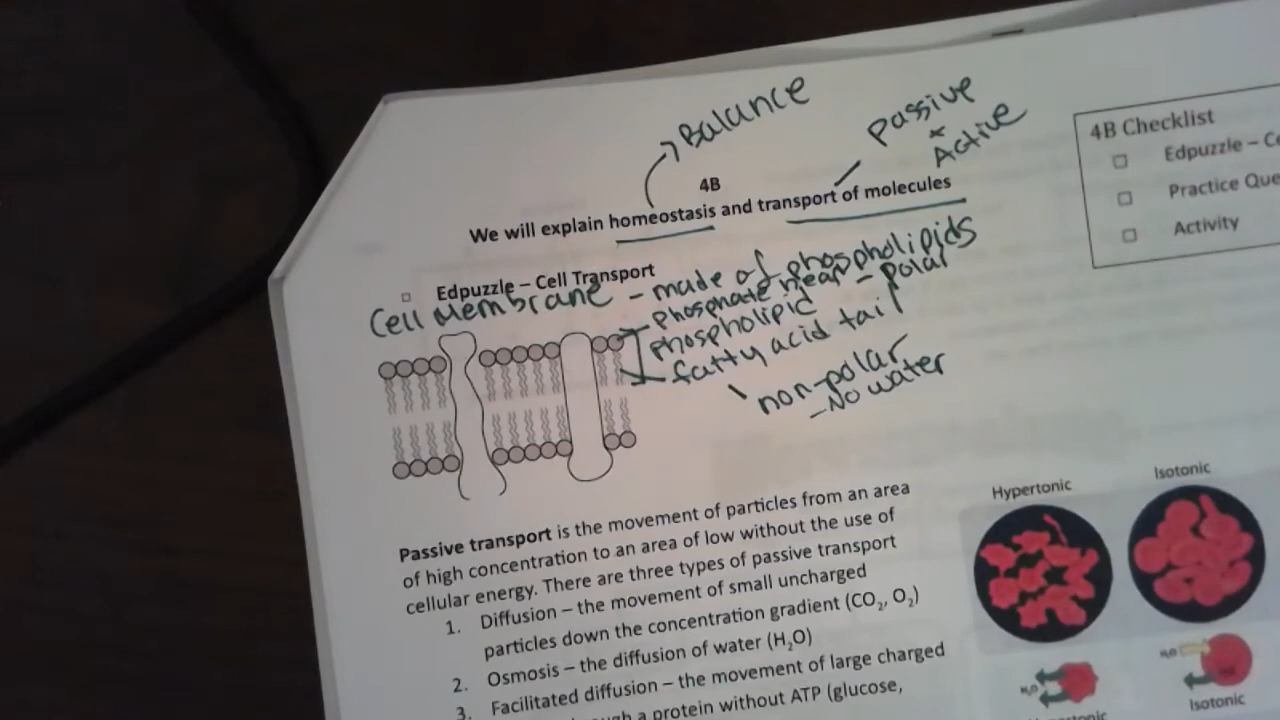 Balance
Passive
+
Active
4B
We will explain homeostasis and transport of molecules
4B Checklist
Edpuzzle –
Practice
Activity
Edpuzzle – Cell Transport
Cell Membrane – made of phospholipids
phosphate head – polar
phospholipid
fatty acid tail
non-polar
– No water
Passive transport is the movement of particles from an area
of high concentration to an area of low without the use of
cellular energy. There are three types of passive transport
1. Diffusion – the movement of small uncharged
particles down the concentration gradient (CO₂, O₂)
2. Osmosis – the diffusion of water (H₂O)
3. Facilitated diffusion – the movement of large charged
a protein without ATP (glucose,
Hypertonic
Isotonic
H₂O
H₂O
Isotonic